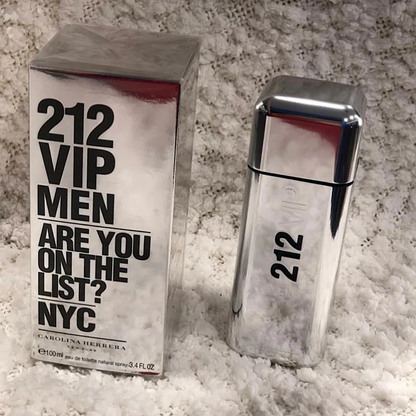 212
VIP
MEN
ARE YOU
ON THE
LIST?
NYC
CAROLINA HERRERA
NEW YORK
℮100ml eau de toilette natural spray 3.4 FL.OZ
212 VIP